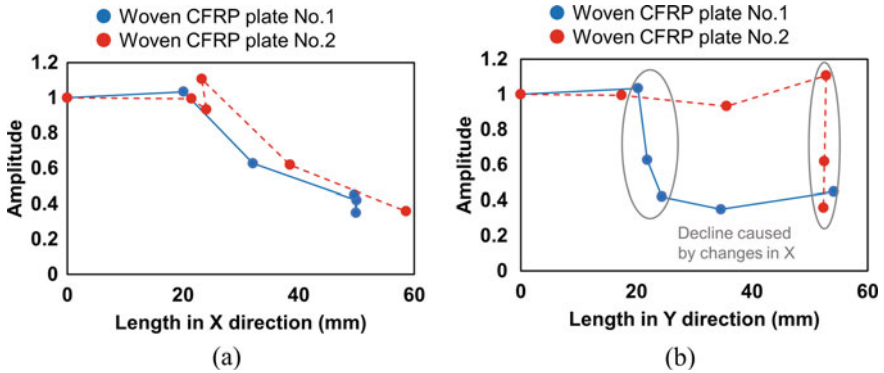 Woven CFRP plate No.1
Woven CFRP plate No.2
1.2
1
0.8
0.6
0.4
0.2
0
Amplitude
0
20
40
60
Length in X direction (mm)
(a)
Woven CFRP plate No.1
Woven CFRP plate No.2
1.2
1
0.8
0.6
0.4
0.2
0
Amplitude
Decline caused
by changes in X
0
20
40
60
Length in Y direction (mm)
(b)